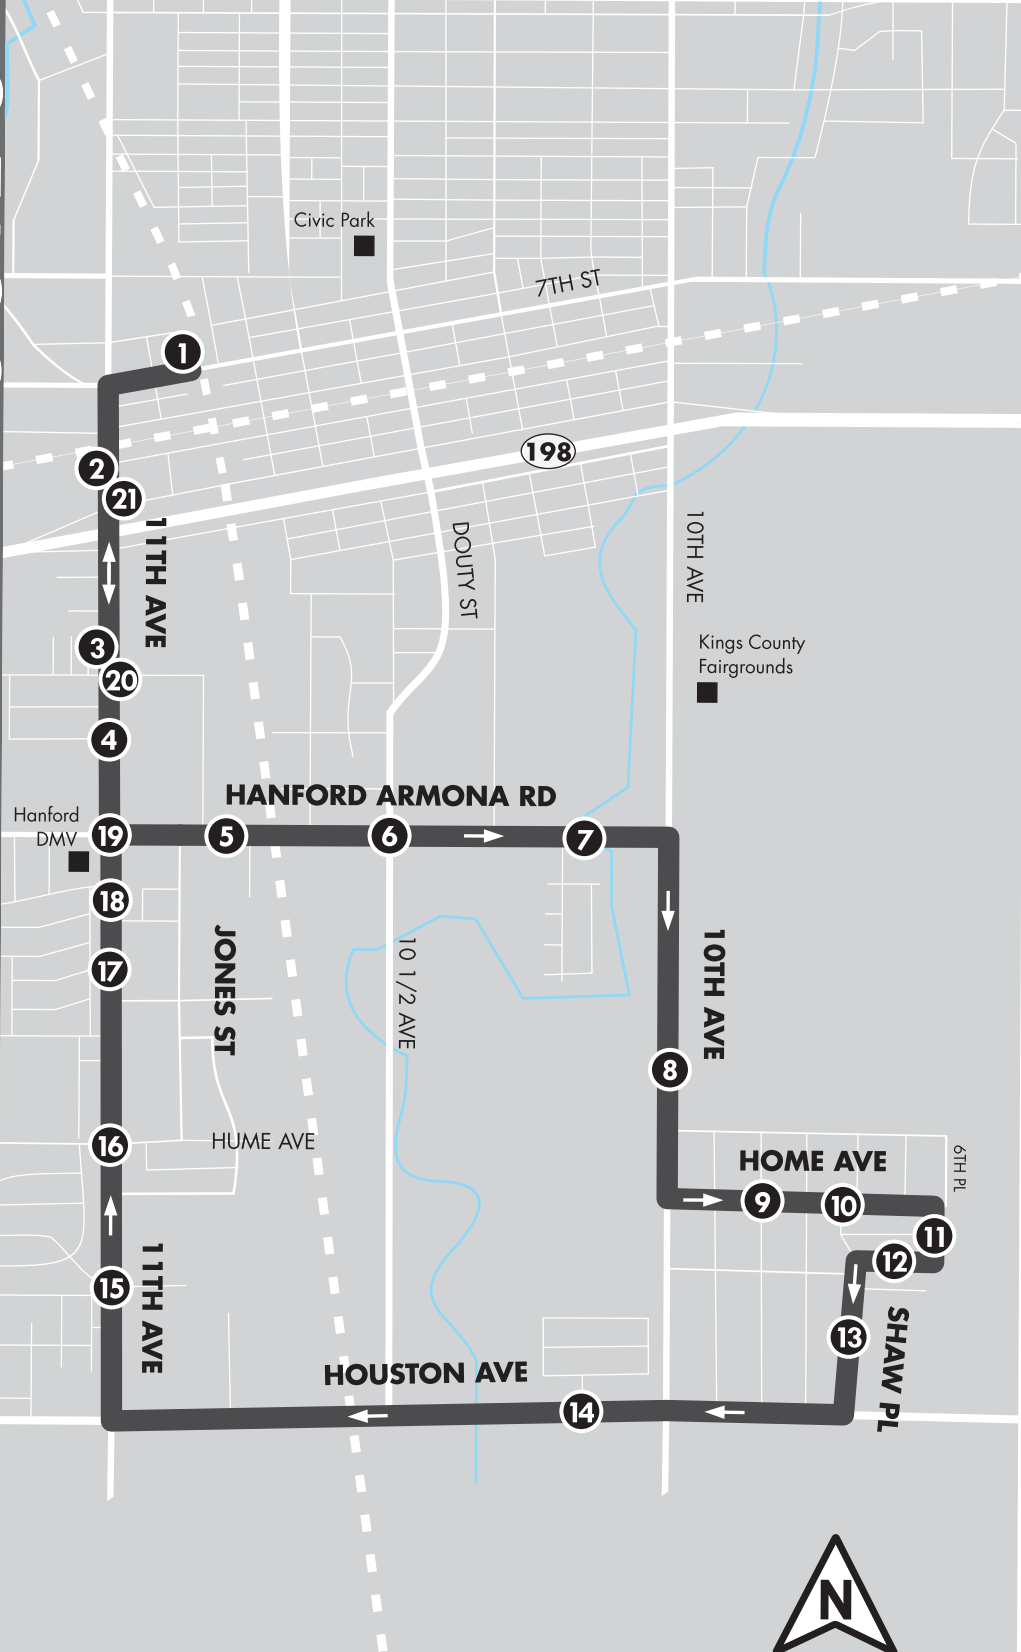 Civic Park
7TH ST
1
198
2
21
11TH AVE
DOUTY ST
10TH AVE
3
20
Kings County
Fairgrounds
4
HANFORD ARMONA RD
Hanford
DMV
19
5
6
7
18
17
JONES ST
10 1/2 AVE
10TH AVE
8
16
HUME AVE
HOME AVE
6TH PL
9
10
11
12
15
11TH AVE
13
SHAW PL
HOUSTON AVE
14
N